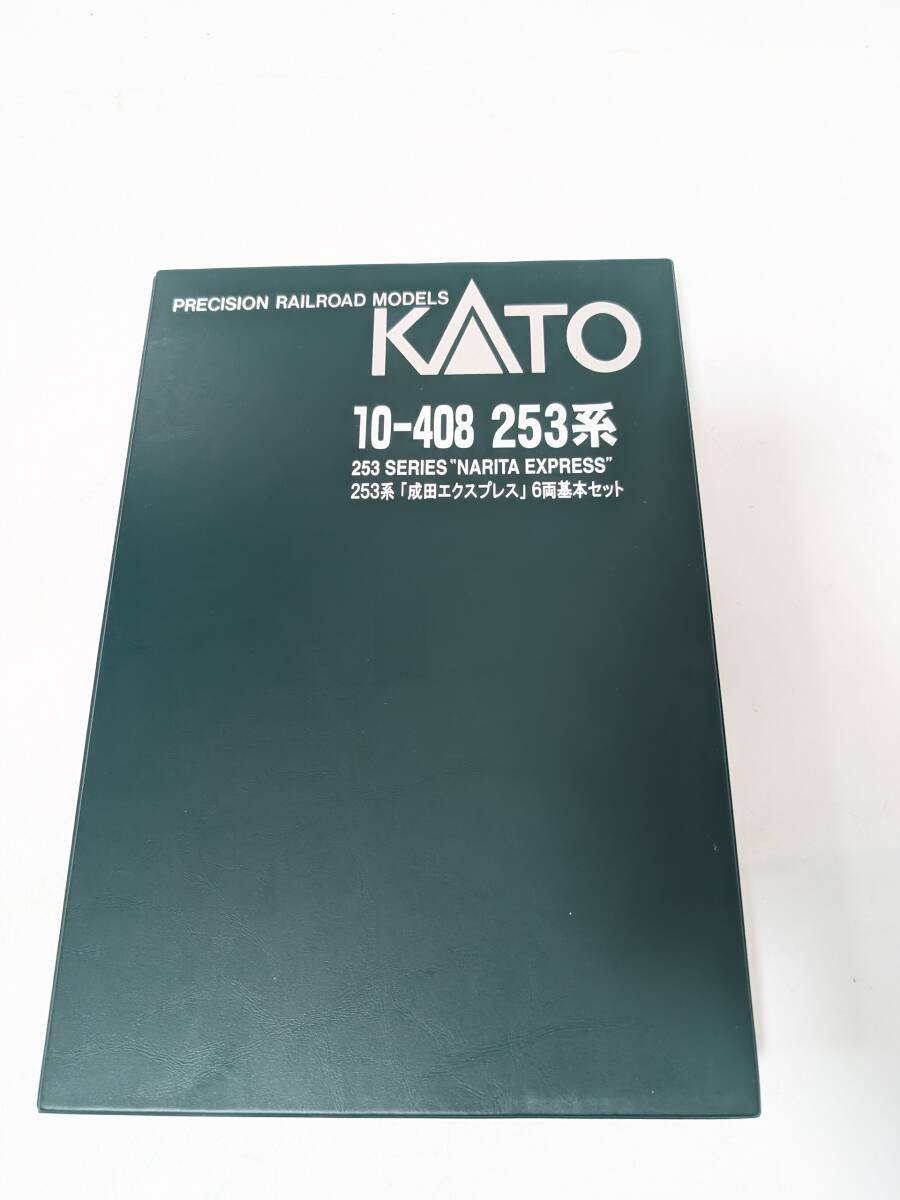 PRECISION RAILROAD MODELS
KATO
10-408 253系
253 SERIES "NARITA EXPRESS"
253系「成田エクスプレス」6両基本セット